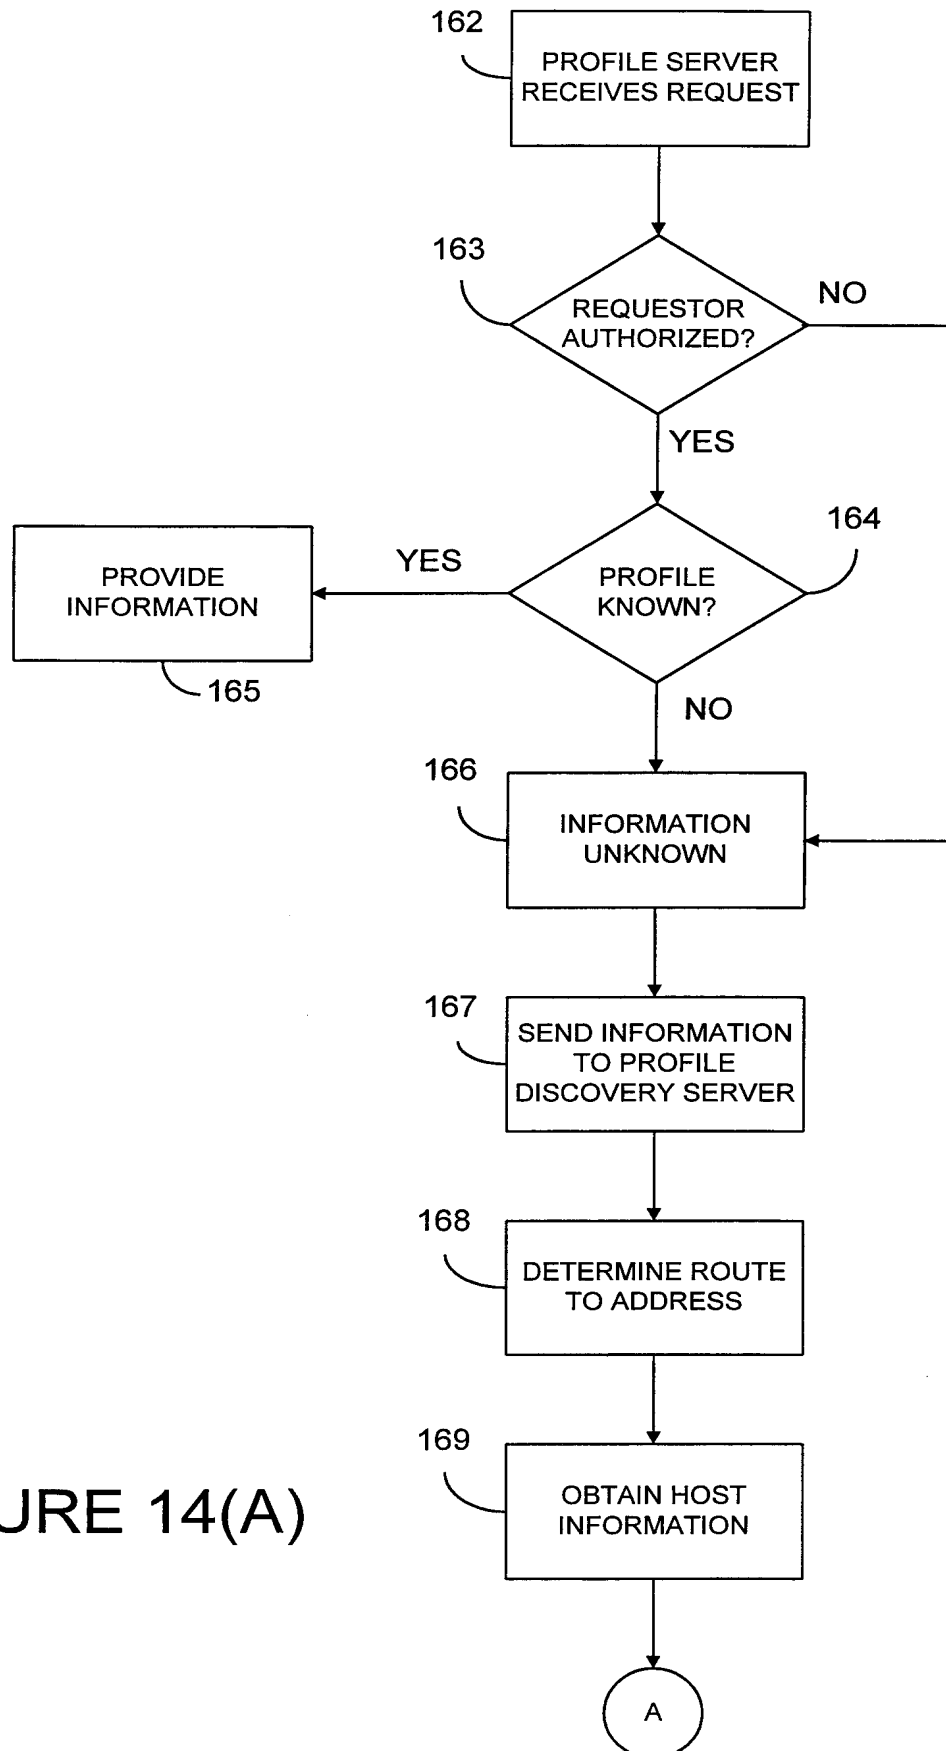 162
PROFILE SERVER
RECEIVES REQUEST
163
REQUESTOR
AUTHORIZED?
NO
YES
164
PROFILE
KNOWN?
YES
PROVIDE
INFORMATION
165
NO
166
INFORMATION
UNKNOWN
167
SEND INFORMATION
TO PROFILE
DISCOVERY SERVER
168
DETERMINE ROUTE
TO ADDRESS
169
OBTAIN HOST
INFORMATION
URE 14(A)
A